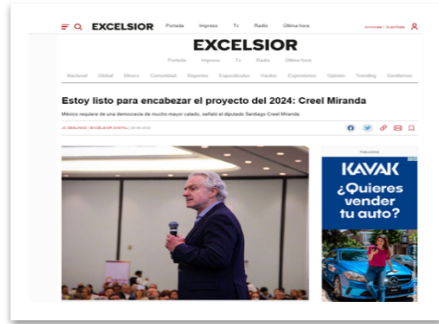 EXCELSIOR Portada Impreso Tv Radio Última hora
EXCELSIOR
Portada Impreso Tv Radio Última hora
Nacional Global Dinero Comunidad Deportes Espectáculos Hacker Expresiones Opinión Trending
Estoy listo para encabezar el proyecto del 2024: Creel Miranda
México requiere de una democracia de mucho mayor calado, señaló el diputado Santiago Creel Miranda
KAVAK
¿Quieres
vender
tu auto?